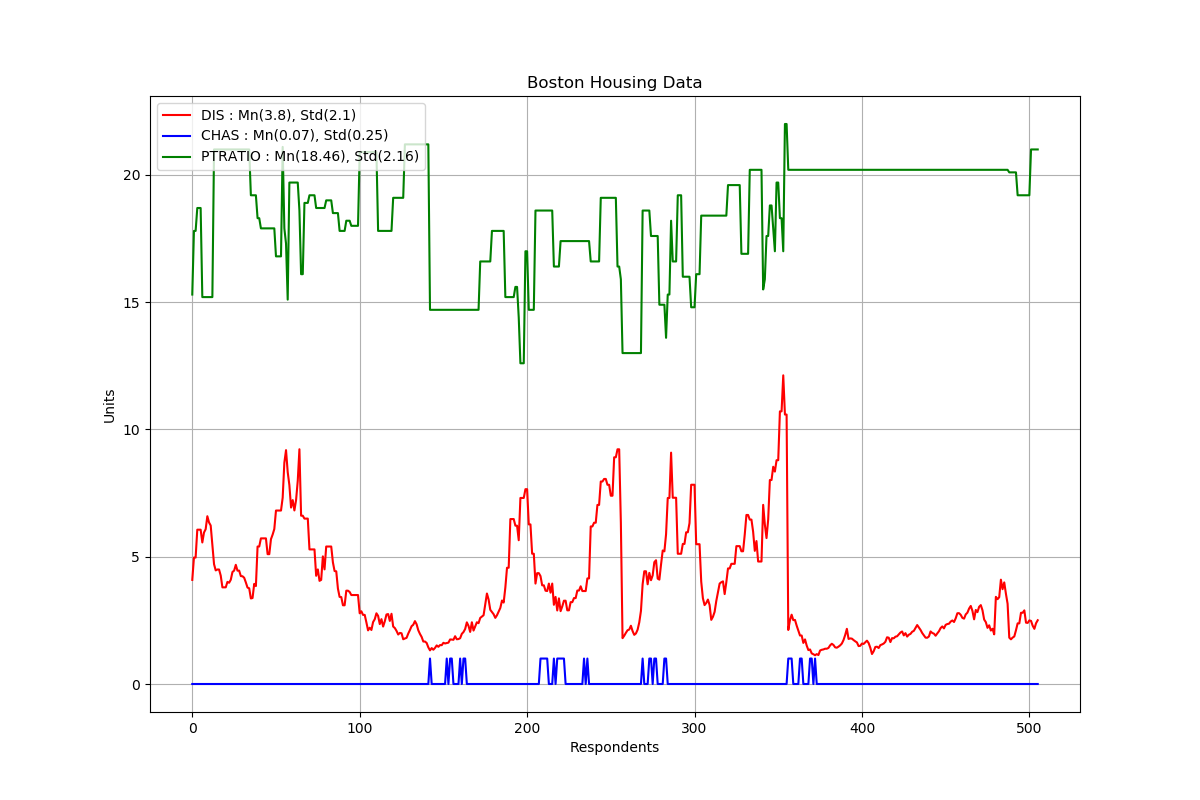 Boston Housing Data
DIS : Mn(3.8), Std(2.1)
CHAS : Mn(0.07), Std(0.25)
PTRATIO : Mn(18.46), Std(2.16)
20
15
10
5
0
Units
0 100 200 300 400 500
Respondents